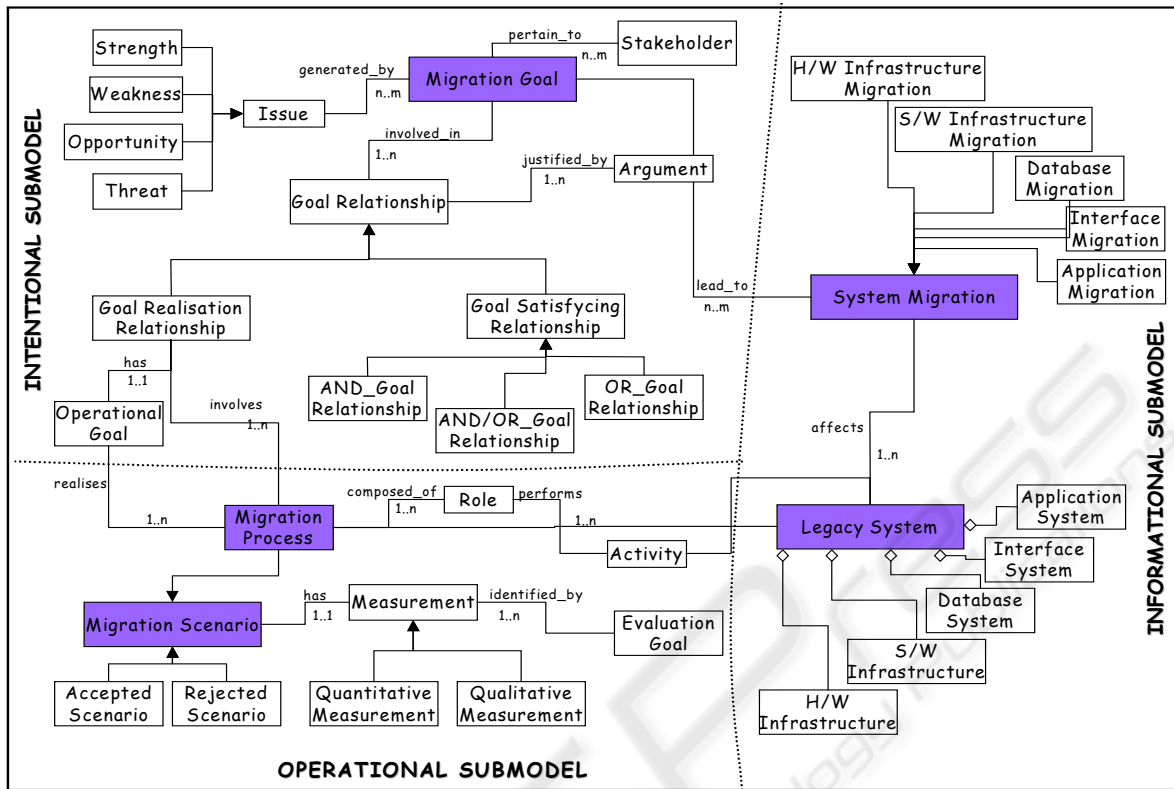 INTENTIONAL SUBMODEL
Strength
Weakness
Opportunity
Threat
Issue
generated_by
n..m
Migration Goal
pertain_to
n..m
Stakeholder
involved_in
1..n
Goal Relationship
justified_by
1..n
Argument
lead_to
n..m
Goal Realisation
Relationship
Goal Satisfycing
Relationship
AND_Goal
Relationship
AND/OR_Goal
Relationship
OR_Goal
Relationship
has
1..1
Operational
Goal
involves
1..n
realises
1..n
H/W Infrastructure
Migration
S/W Infrastructure
Migration
Database
Migration
Interface
Migration
Application
Migration
System Migration
affects
1..n
INFORMATIONAL SUBMODEL
Legacy System
Application
System
Interface
System
Database
System
S/W
Infrastructure
H/W
Infrastructure
Migration
Process
composed_of
1..n
Role
performs
1..n
1..n
Activity
Migration Scenario
has
1..1
Measurement
identified_by
1..n
Evaluation
Goal
Accepted
Scenario
Rejected
Scenario
Quantitative
Measurement
Qualitative
Measurement
OPERATIONAL SUBMODEL